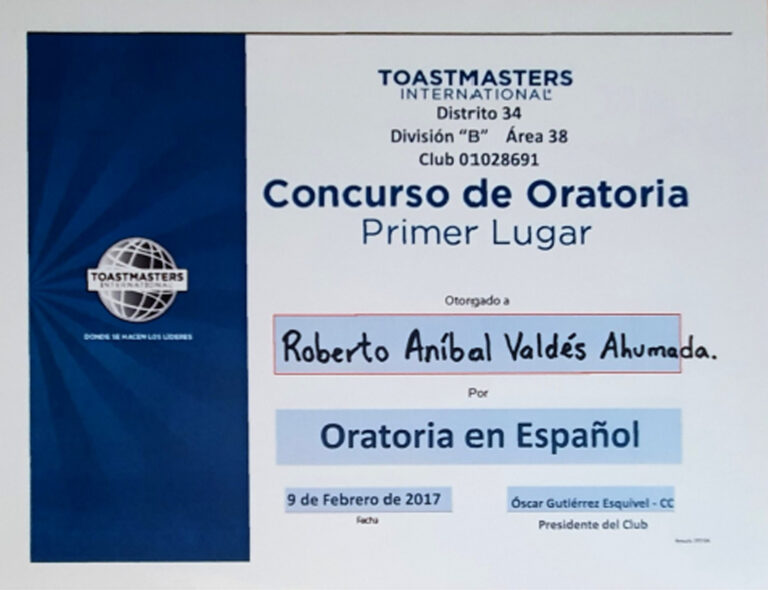 TOASTMASTERS
INTERNATIONAL
Distrito 34
División "B" Área 38
Club 01028691
Concurso de Oratoria
Primer Lugar
TOASTMASTERS
INTERNATIONAL
DONDE SE HACEN LOS LÍDERES
Otorgado a
Roberto Aníbal Valdés Ahumada.
Por
Oratoria en Español
9 de Febrero de 2017
Fecha
Óscar Gutiérrez Esquivel - CC
Presidente del Club